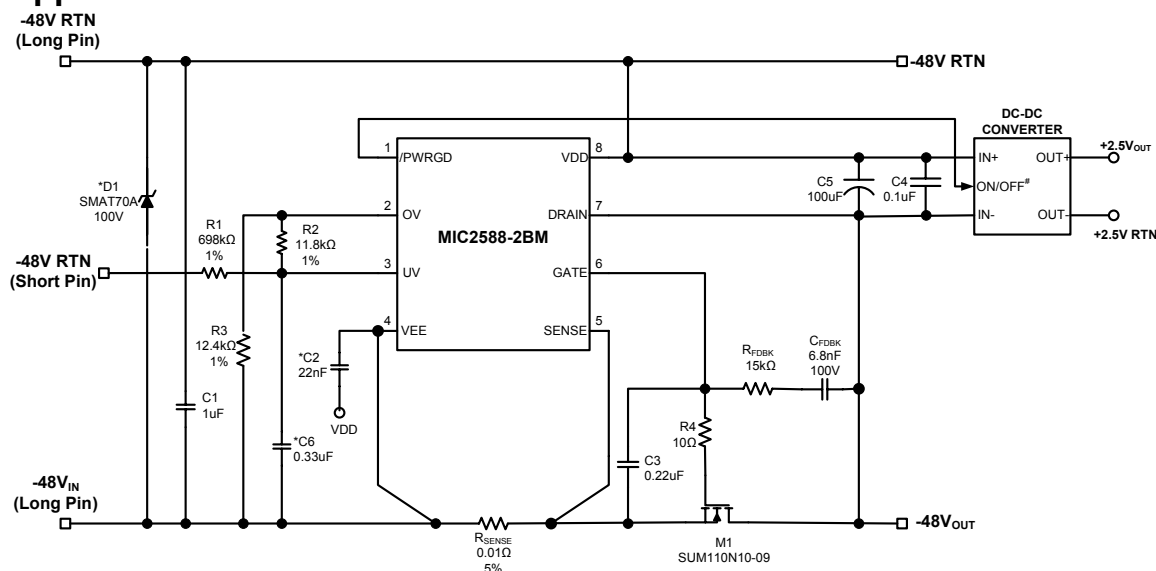 -48V RTN
(Long Pin)
-48V RTN
DC-DC
CONVERTER
IN+
OUT+
+2.5VOUT
ON/OFF#
IN-
OUT-
+2.5V RTN
C5
100uF
C4
0.1uF
1
/PWRGD
VDD
8
2
OV
DRAIN
7
MIC2588-2BM
3
UV
GATE
6
4
VEE
SENSE
5
*D1
SMAT70A
100V
R1
698kΩ
1%
R2
11.8kΩ
1%
-48V RTN
(Short Pin)
R3
12.4kΩ
1%
*C2
22nF
VDD
C1
1uF
*C6
0.33uF
RFDBK
15kΩ
CFDBK
6.8nF
100V
R4
10Ω
C3
0.22uF
-48VIN
(Long Pin)
RSENSE
0.01Ω
5%
M1
SUM110N10-09
-48VOUT